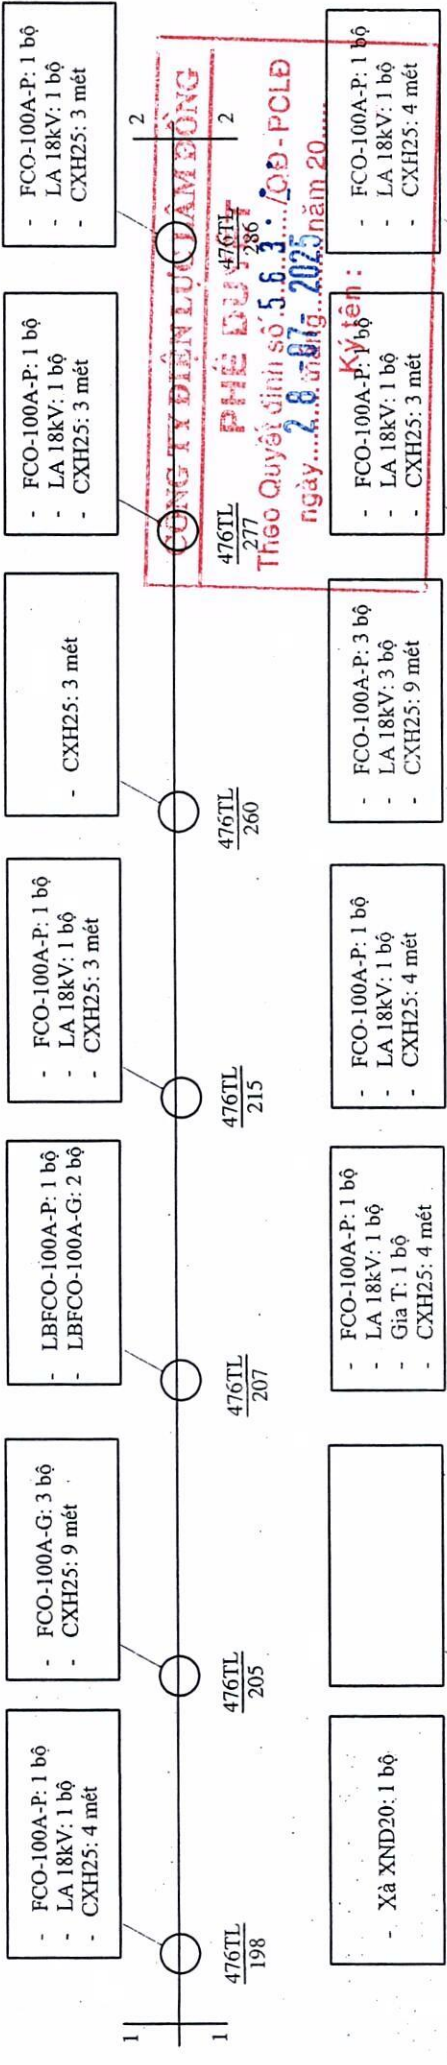 - FCO-100A-P: 1 bộ
- LA 18kV: 1 bộ
- CXH25: 4 mét
- FCO-100A-G: 3 bộ
- CXH25: 9 mét
- LBFCO-100A-P: 1 bộ
- LBFCO-100A-G: 2 bộ
- FCO-100A-P: 1 bộ
- LA 18kV: 1 bộ
- CXH25: 3 mét
- CXH25: 3 mét
- FCO-100A-P: 1 bộ
- LA 18kV: 1 bộ
- CXH25: 3 mét
- FCO-100A-P: 1 bộ
- LA 18kV: 1 bộ
- CXH25: 3 mét
1
1
2
2
476TL
198
476TL
205
476TL
207
476TL
215
476TL
260
476TL
277
476TL
286
CÔNG TY ĐIỆN LỰC LÂM ĐỒNG
PHÊ DUYỆT
Theo Quyết định số 563 /QĐ-PCLĐ
ngày 28 -07- 2025 năm 20
Ký tên :
- Xà XND20: 1 bộ
- FCO-100A-P: 1 bộ
- LA 18kV: 1 bộ
- Gia T: 1 bộ
- CXH25: 4 mét
- FCO-100A-P: 1 bộ
- LA 18kV: 1 bộ
- CXH25: 4 mét
- FCO-100A-P: 3 bộ
- LA 18kV: 3 bộ
- CXH25: 9 mét
- FCO-100A-P: 1 bộ
- LA 18kV: 1 bộ
- CXH25: 3 mét
- FCO-100A-P: 1 bộ
- LA 18kV: 1 bộ
- CXH25: 4 mét